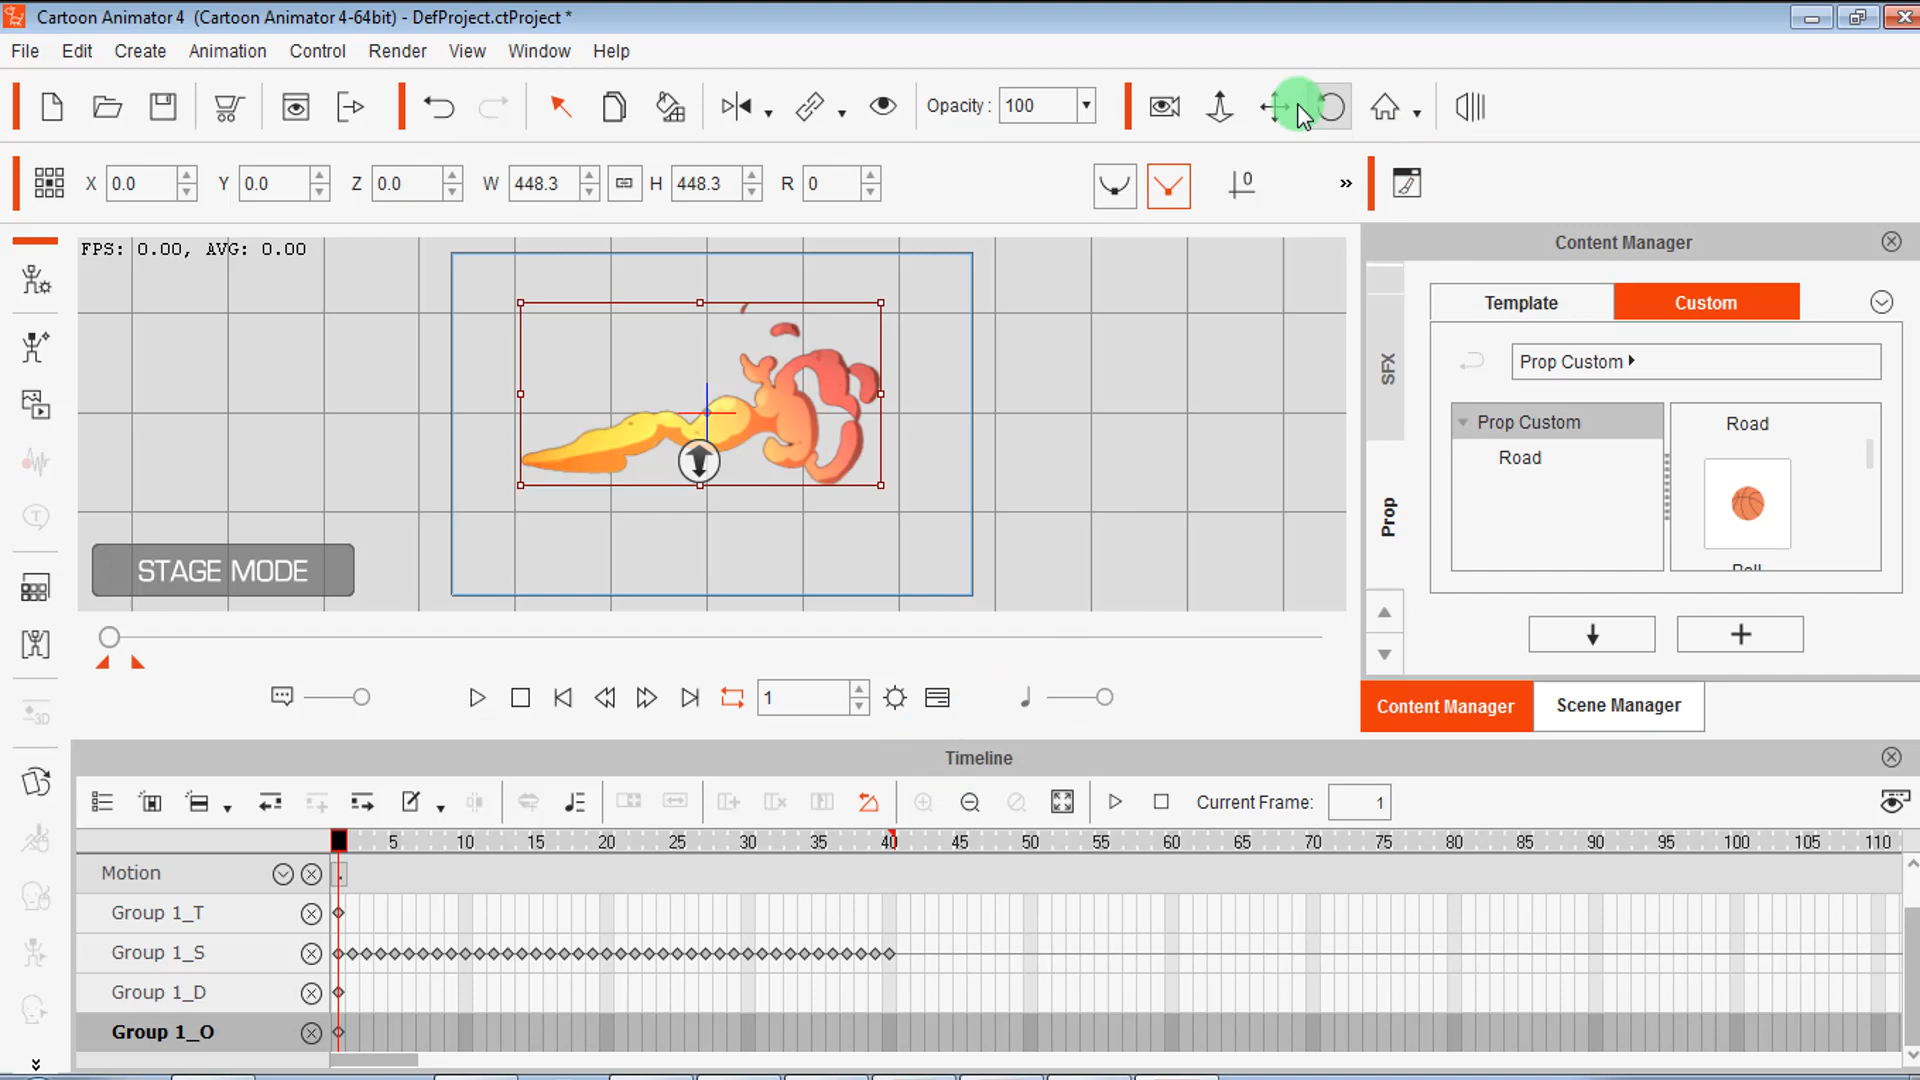 Cartoon Animator 4  (Cartoon Animator 4-64bit) - DefProject.ctProject *
File Edit Create Animation Control Render View Window Help
Opacity : 100
X 0.0 Y 0.0 Z 0.0 W 448.3 H 448.3 R 0 0 »
FPS: 0.00, AVG: 0.00
Content Manager
Template Custom
SFX
Prop Custom
Prop Custom Road
Road
Prop
STAGE MODE
1
Content Manager Scene Manager
Timeline
Current Frame: 1
5 10 15 20 25 30 35 40 45 50 55 60 65 70 75 80 85 90 95 100 105 110
Motion
Group 1_T
Group 1_S
Group 1_D
Group 1_O
T
3D